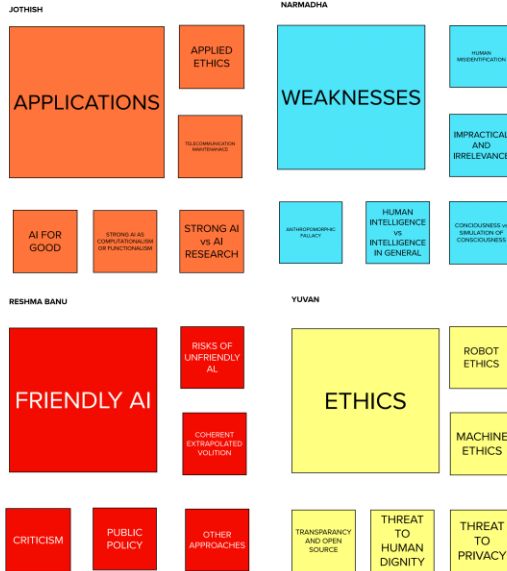 JOTHISH
APPLICATIONS
APPLIED
ETHICS
TELECOMMUNICATION
MAINTENANACE
AI FOR
GOOD
STRONG AI AS
COMPUTATIONALISM
OR FUNCTIONALISM
STRONG AI
vs AI
RESEARCH
NARMADHA
WEAKNESSES
HUMAN
MISIDENTIFICATION
IMPRACTICAL
AND
IRRELEVANCE
ANTHROPOMORPHIC
FALLACY
HUMAN
INTELLIGENCE
vs
INTELLIGENCE
IN GENERAL
CONCIOUSNESS vs
SIMULATION OF
CONSCIOUSNESS
RESHMA BANU
FRIENDLY AI
RISKS OF
UNFRIENDLY
AL
COHERENT
EXTRAPOLATED
VOLITION
CRITICISM
PUBLIC
POLICY
OTHER
APPROACHES
YUVAN
ETHICS
ROBOT
ETHICS
MACHINE
ETHICS
TRANSPARANCY
AND OPEN
SOURCE
THREAT
TO
HUMAN
DIGNITY
THREAT
TO
PRIVACY